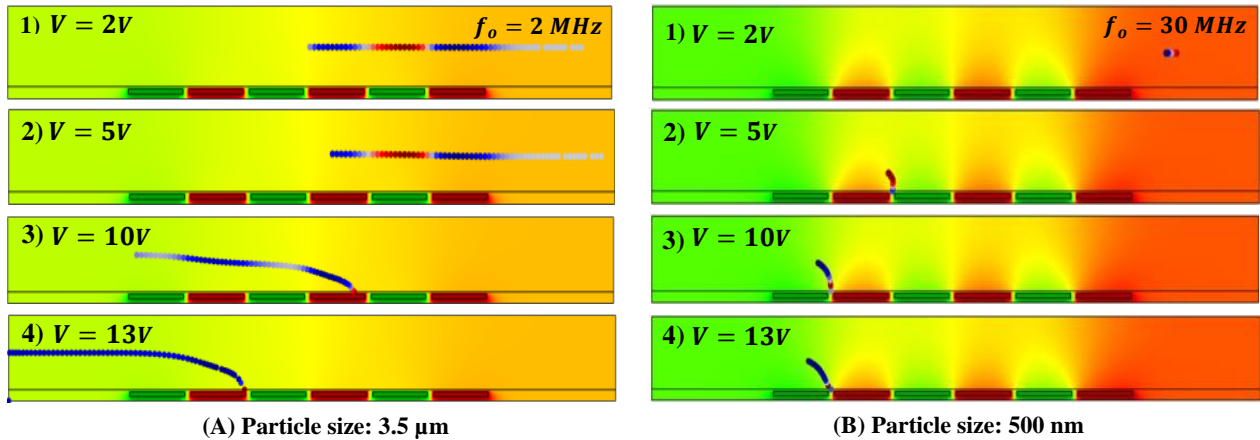 1) V = 2V
f_o = 2 MHz
2) V = 5V
3) V = 10V
4) V = 13V
(A) Particle size: 3.5 µm
1) V = 2V
f_o = 30 MHz
2) V = 5V
3) V = 10V
4) V = 13V
(B) Particle size: 500 nm